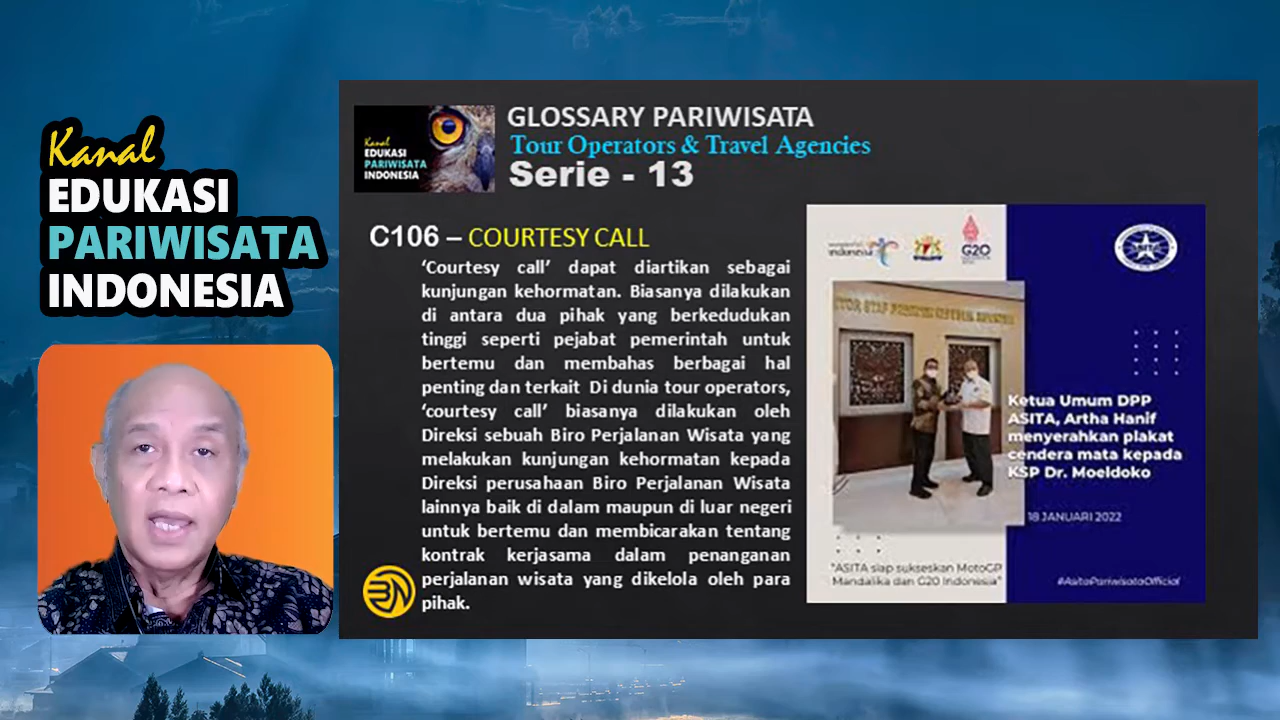 Kanal
EDUKASI
PARIWISATA
INDONESIA
Kanal
EDUKASI
PARIWISATA
INDONESIA
GLOSSARY PARIWISATA
Tour Operators & Travel Agencies
Serie - 13
C106 – COURTESY CALL
‘Courtesy call’ dapat diartikan sebagai
kunjungan kehormatan. Biasanya dilakukan
di antara dua pihak yang berkedudukan
tinggi seperti pejabat pemerintah untuk
bertemu dan membahas berbagai hal
penting dan terkait Di dunia tour operators,
‘courtesy call’ biasanya dilakukan oleh
Direksi sebuah Biro Perjalanan Wisata yang
melakukan kunjungan kehormatan kepada
Direksi perusahaan Biro Perjalanan Wisata
lainnya baik di dalam maupun di luar negeri
untuk bertemu dan membicarakan tentang
kontrak kerjasama dalam penanganan
perjalanan wisata yang dikelola oleh para
pihak.
indonesia
G20
Ketua Umum DPP
ASITA, Artha Hanif
menyerahkan plakat
cendera mata kepada
KSP Dr. Moeldoko
18 JANUARI 2022
"ASITA siap sukseskan MotoGP
Mandalika dan G20 Indonesia"
#AsitaPariwisataOfficial